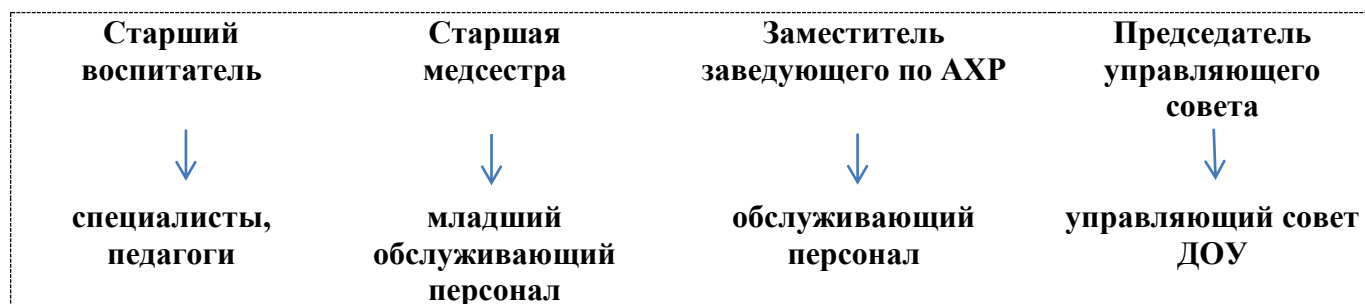 Старший
воспитатель
Старшая
медсестра
Заместитель
заведующего по АХР
Председатель
управляющего
совета
специалисты,
педагоги
младший
обслуживающий
персонал
обслуживающий
персонал
управляющий совет
ДОУ